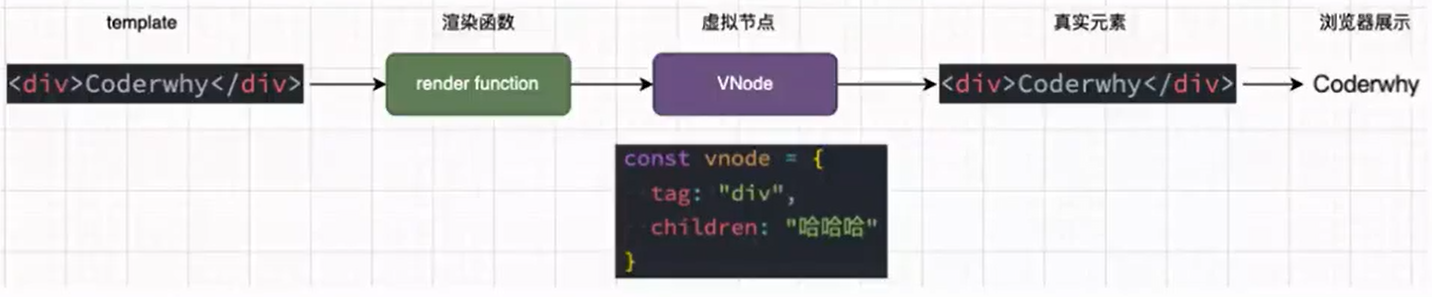 template
渲染函数
虚拟节点
真实元素
浏览器展示
<div>Coderwhy</div>
render function
VNode
<div>Coderwhy</div>
Coderwhy
const vnode = {
tag: "div",
children: "哈哈哈"
}